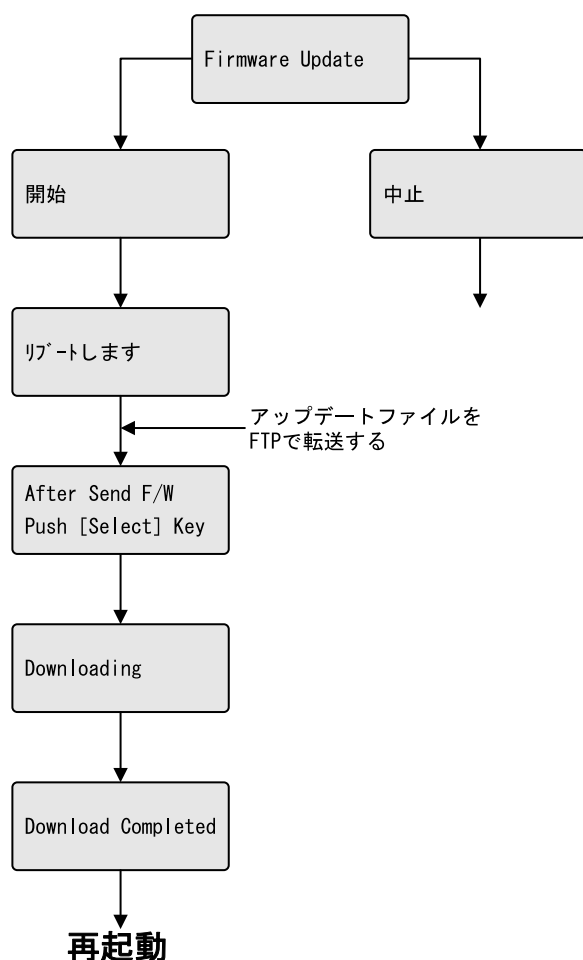 Firmware Update
開始
中止
ﾘﾌﾞｰﾄします
アップデートファイルを
FTPで転送する
After Send F/W
Push [Select] Key
Downloading
Download Completed
再起動